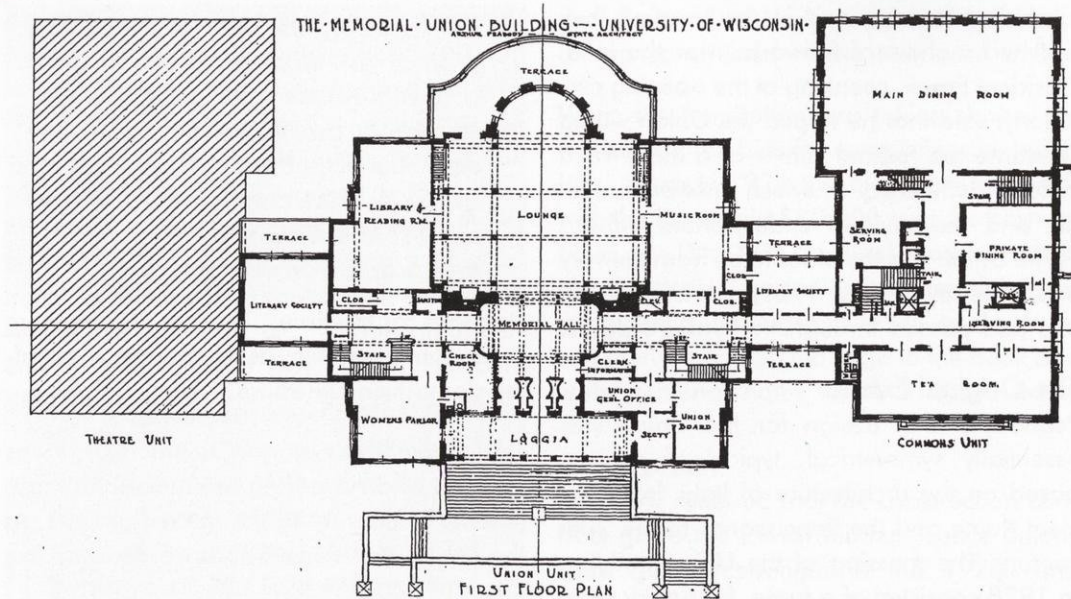 THE · MEMORIAL · UNION · BUILDING — UNIVERSITY · OF · WISCONSIN ·
ARTHUR PEABODY — STATE ARCHITECT
TERRACE
MAIN DINING ROOM
LIBRARY &
READING RM.
LOUNGE
MUSIC ROOM
STAIR
SERVING
ROOM
PRIVATE
DINING ROOM
TERRACE
TERRACE
CLOS.
STAIR
LITERARY SOCIETY
CLOS.
JANITOR
ELEV.
CLOS.
LITERARY SOCIETY
JAN.
MEMORIAL HALL
SERVING ROOM
TERRACE
STAIR
CHECK
ROOM
CLERK
INFORMATION
STAIR
TERRACE
TEA ROOM
UNION
GENL OFFICE
WOMENS PARLOR
LOGGIA
SECTY
UNION
BOARD
THEATRE UNIT
COMMONS UNIT
UNION UNIT
FIRST FLOOR PLAN